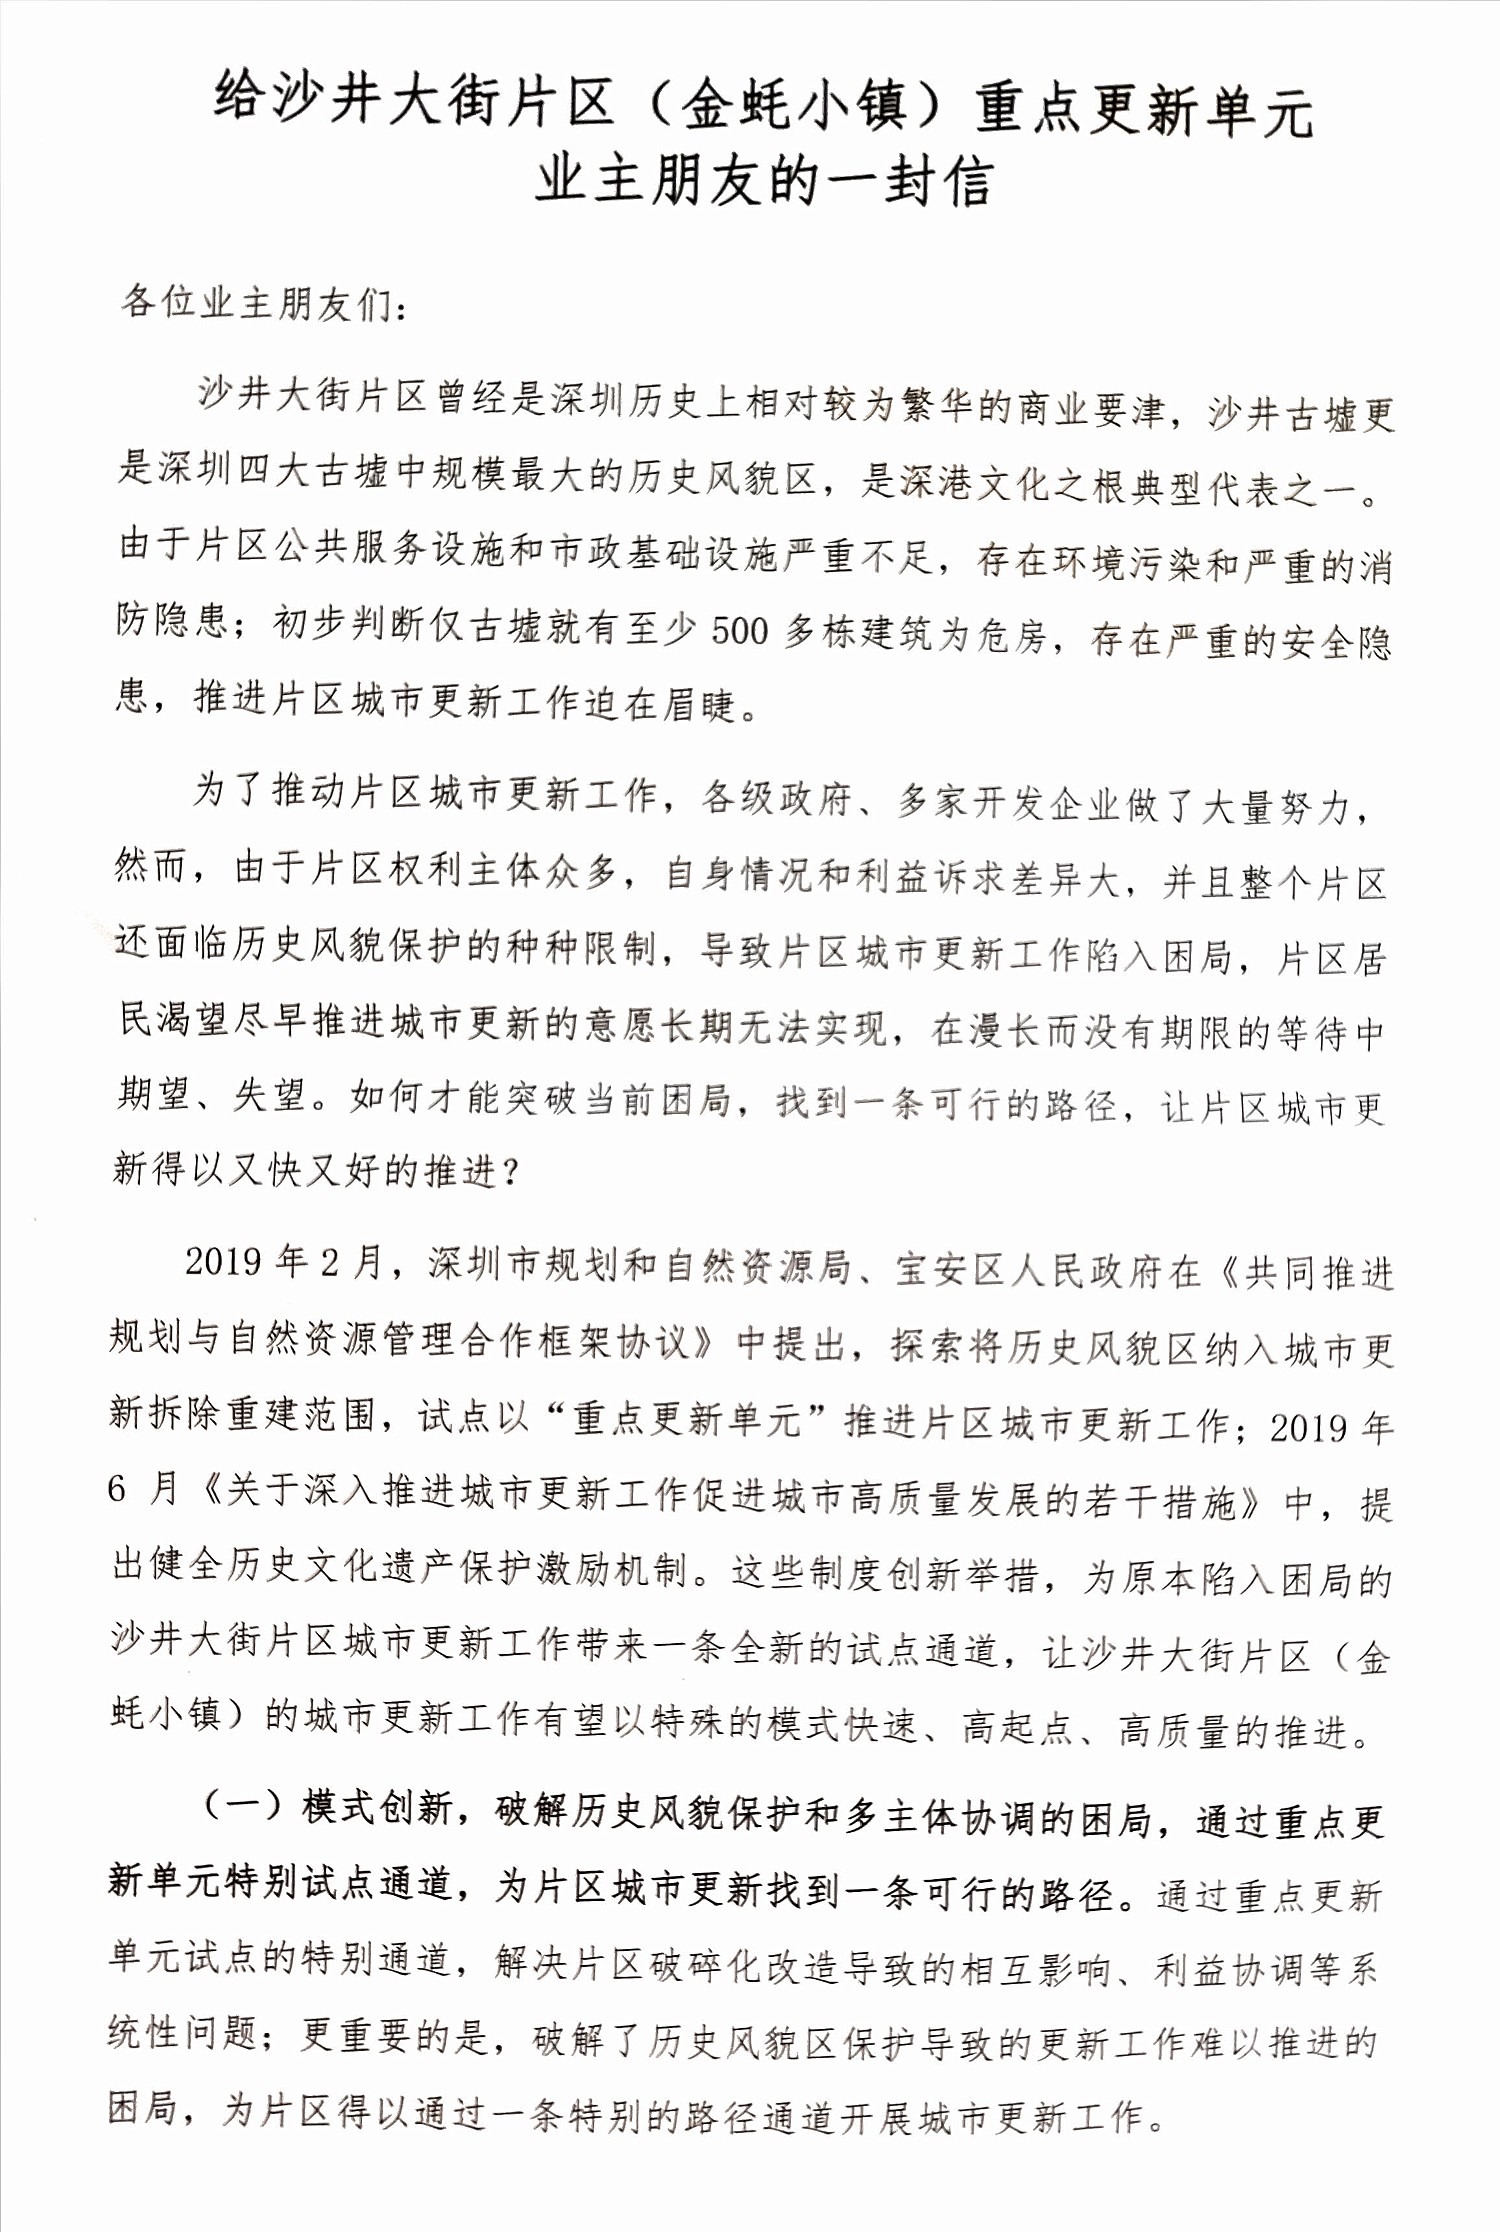 给沙井大街片区（金蚝小镇）重点更新单元
业主朋友的一封信
各位业主朋友们：
沙井大街片区曾经是深圳历史上相对较为繁华的商业要津，沙井古墟更
是深圳四大古墟中规模最大的历史风貌区，是深港文化之根典型代表之一。
由于片区公共服务设施和市政基础设施严重不足，存在环境污染和严重的消
防隐患；初步判断仅古墟就有至少 500 多栋建筑为危房，存在严重的安全隐
患，推进片区城市更新工作迫在眉睫。
为了推动片区城市更新工作，各级政府、多家开发企业做了大量努力，
然而，由于片区权利主体众多，自身情况和利益诉求差异大，并且整个片区
还面临历史风貌保护的种种限制，导致片区城市更新工作陷入困局，片区居
民渴望尽早推进城市更新的意愿长期无法实现，在漫长而没有期限的等待中
期望、失望。如何才能突破当前困局，找到一条可行的路径，让片区城市更
新得以又快又好的推进？
2019 年 2 月，深圳市规划和自然资源局、宝安区人民政府在《共同推进
规划与自然资源管理合作框架协议》中提出，探索将历史风貌区纳入城市更
新拆除重建范围，试点以“重点更新单元”推进片区城市更新工作；2019 年
6 月《关于深入推进城市更新工作促进城市高质量发展的若干措施》中，提
出健全历史文化遗产保护激励机制。这些制度创新举措，为原本陷入困局的
沙井大街片区城市更新工作带来一条全新的试点通道，让沙井大街片区（金
蚝小镇）的城市更新工作有望以特殊的模式快速、高起点、高质量的推进。
（一）模式创新，破解历史风貌保护和多主体协调的困局，通过重点更
新单元特别试点通道，为片区城市更新找到一条可行的路径。通过重点更新
单元试点的特别通道，解决片区破碎化改造导致的相互影响、利益协调等系
统性问题；更重要的是，破解了历史风貌区保护导致的更新工作难以推进的
困局，为片区得以通过一条特别的路径通道开展城市更新工作。